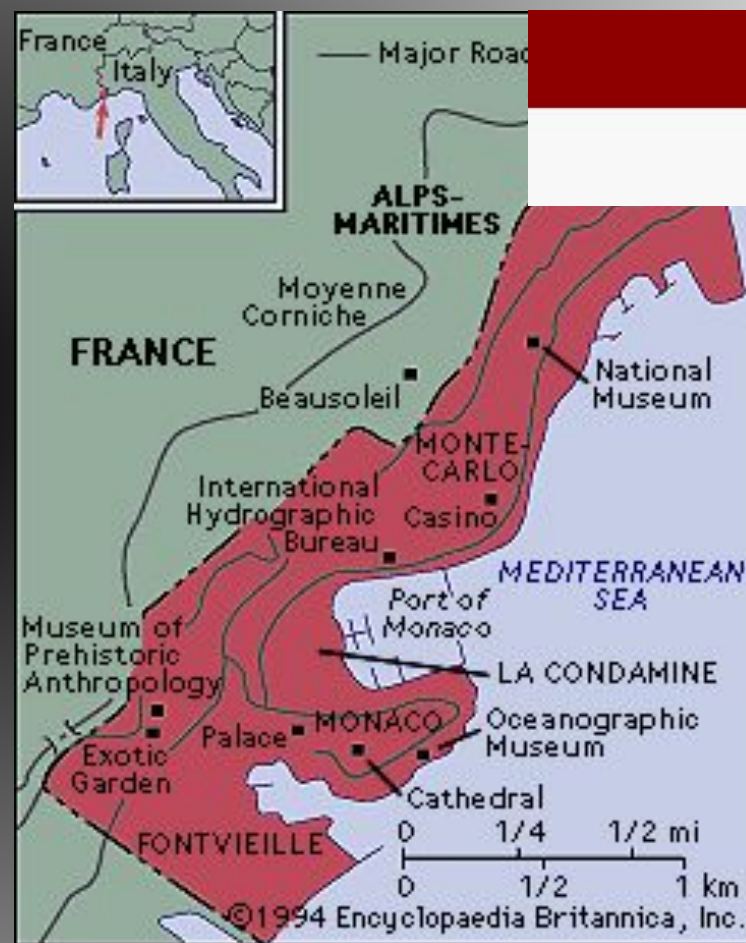 France
Italy
Major Road
ALPS-
MARITIMES
Moyenne
Corniche
FRANCE
Beausoleil
National
Museum
MONTE-
CARLO
International
Hydrographic
Bureau
Casino
MEDITERRANEAN
SEA
Port of
Monaco
Museum of
Prehistoric
Anthropology
LA CONDAMINE
MONACO
Palace
Oceanographic
Museum
Exotic
Garden
Cathedral
FONTVIEILLE
0 1/4 1/2 mi
0 1/2 1 km
©1994 Encyclopaedia Britannica, Inc.